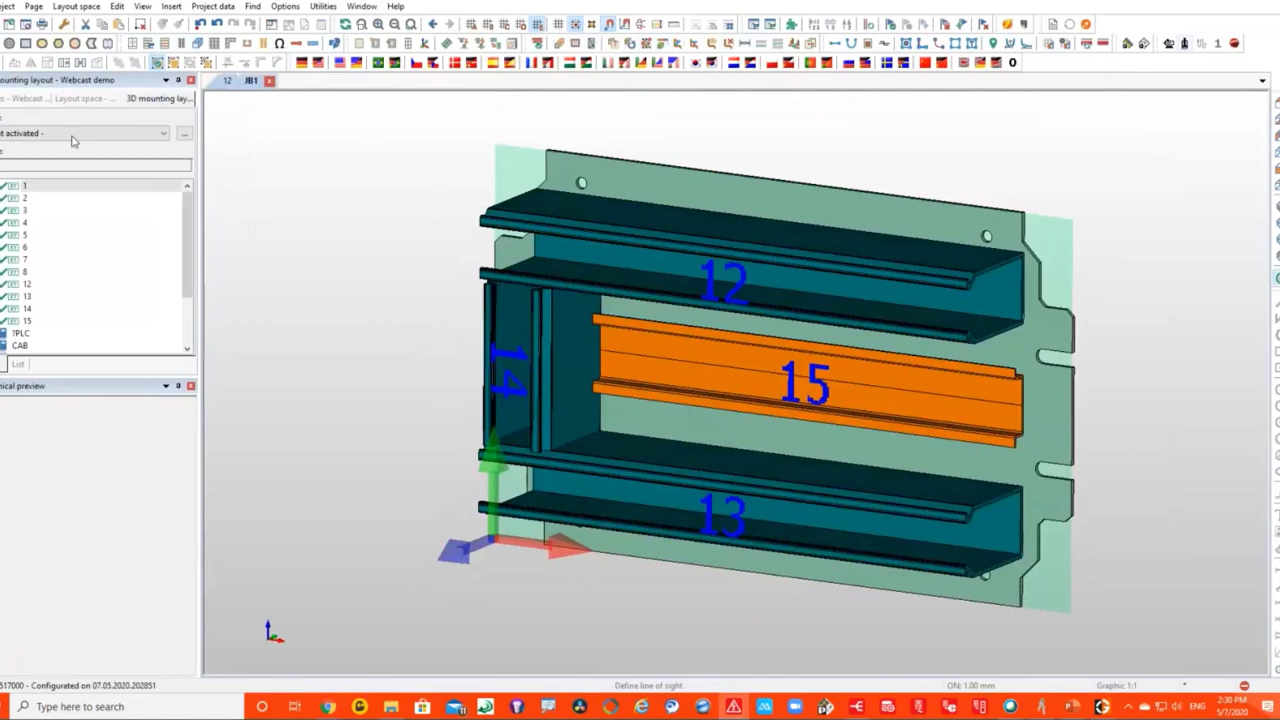 oject Page Layout space Edit View Insert Project data Find Options Utilities Window Help
ounting layout - Webcast demo
12 JB1
s - Webcast ... Layout space - ... 3D mounting lay...
t activated - ...
1
2
3
4
5
6
7
8
12
13
14
15
?PLC
CAB
List
hical preview
12
15
14
13
517000 - Configurated on 07.05.2020.202851
Define line of sight
ON: 1.00 mm
Graphic 1:1
Type here to search
ENG
2:30 PM
5/7/2020